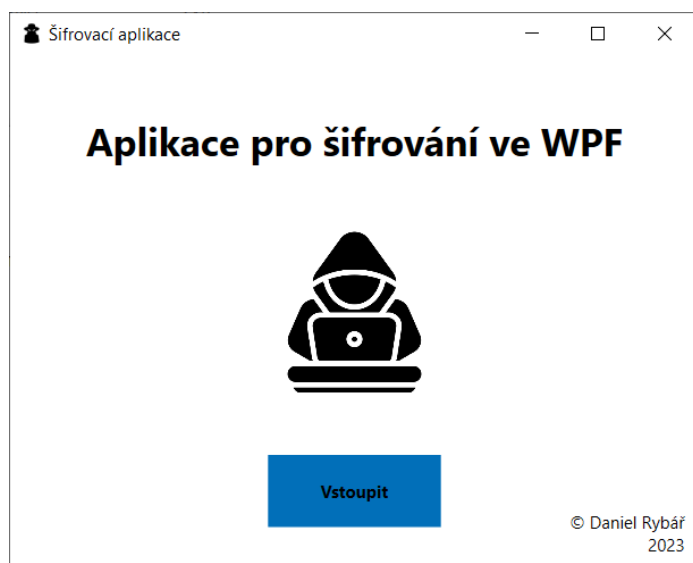 Šifrovací aplikace
Aplikace pro šifrování ve WPF
Vstoupit
© Daniel Rybář
2023